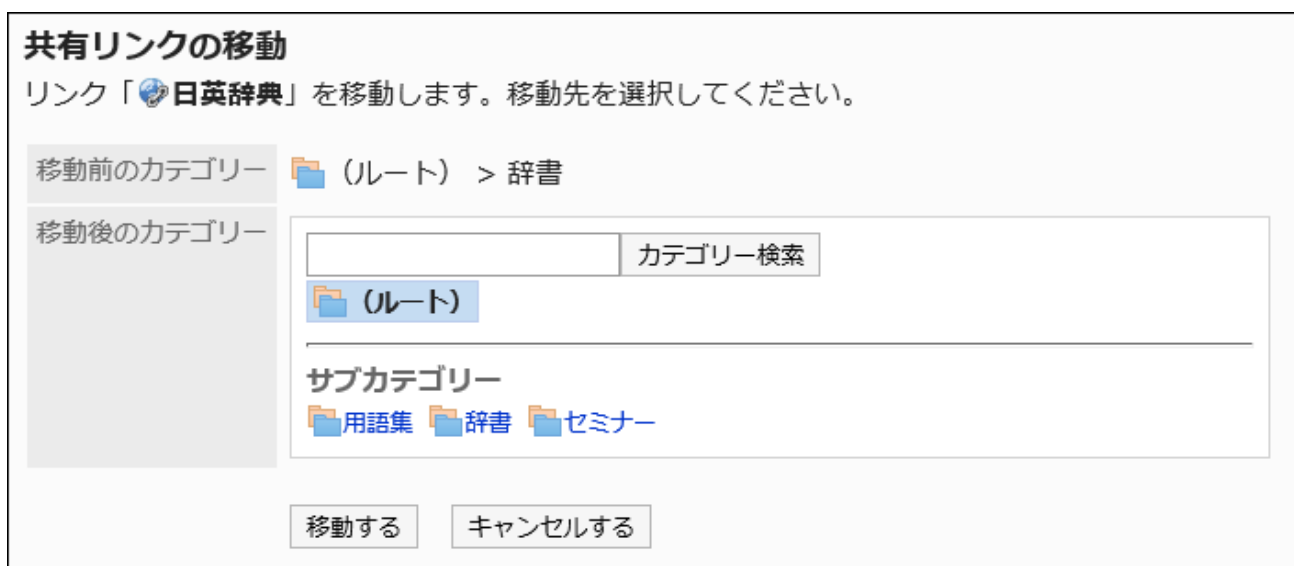 共有リンクの移動
リンク「日英辞典」を移動します。移動先を選択してください。
移動前のカテゴリー （ルート） > 辞書
移動後のカテゴリー
カテゴリー検索
（ルート）
サブカテゴリー
用語集 辞書 セミナー
移動する キャンセルする